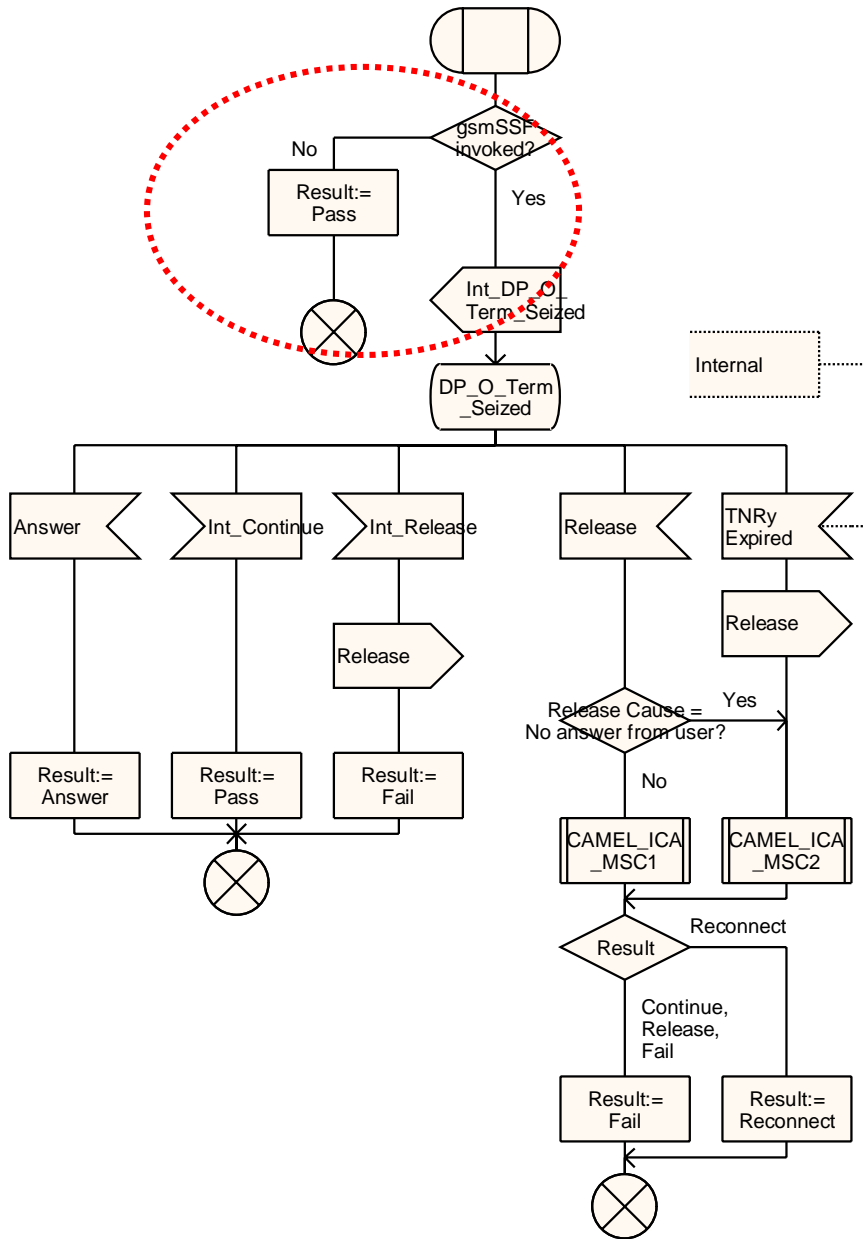 gsmSSF
invoked?
No
Yes
Result:=
Pass
Int_DP_O_
Term_Seized
Internal
DP_O_Term
_Seized
Answer
Int_Continue
Int_Release
Release
TNRy
Expired
Release
Release
Release Cause =
No answer from user?
Yes
No
Result:=
Answer
Result:=
Pass
Result:=
Fail
CAMEL_ICA
_MSC1
CAMEL_ICA
_MSC2
Result
Reconnect
Continue,
Release,
Fail
Result:=
Fail
Result:=
Reconnect